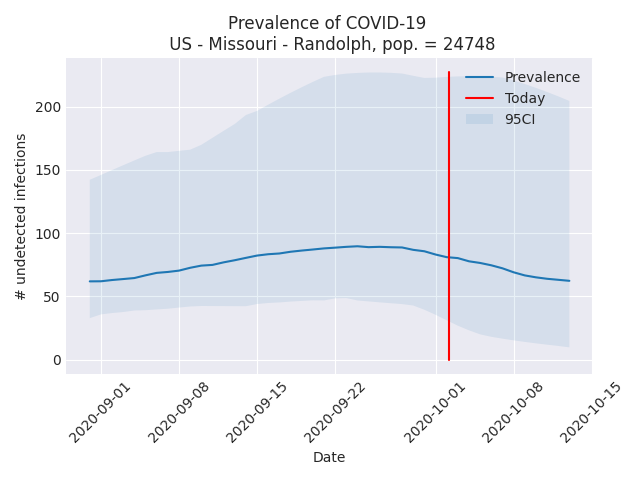 Prevalence of COVID-19
US - Missouri - Randolph, pop. = 24748
Prevalence
Today
95CI
200
150
100
50
0
# undetected infections
2020-09-01
2020-09-08
2020-09-15
2020-09-22
2020-10-01
2020-10-08
2020-10-15
Date